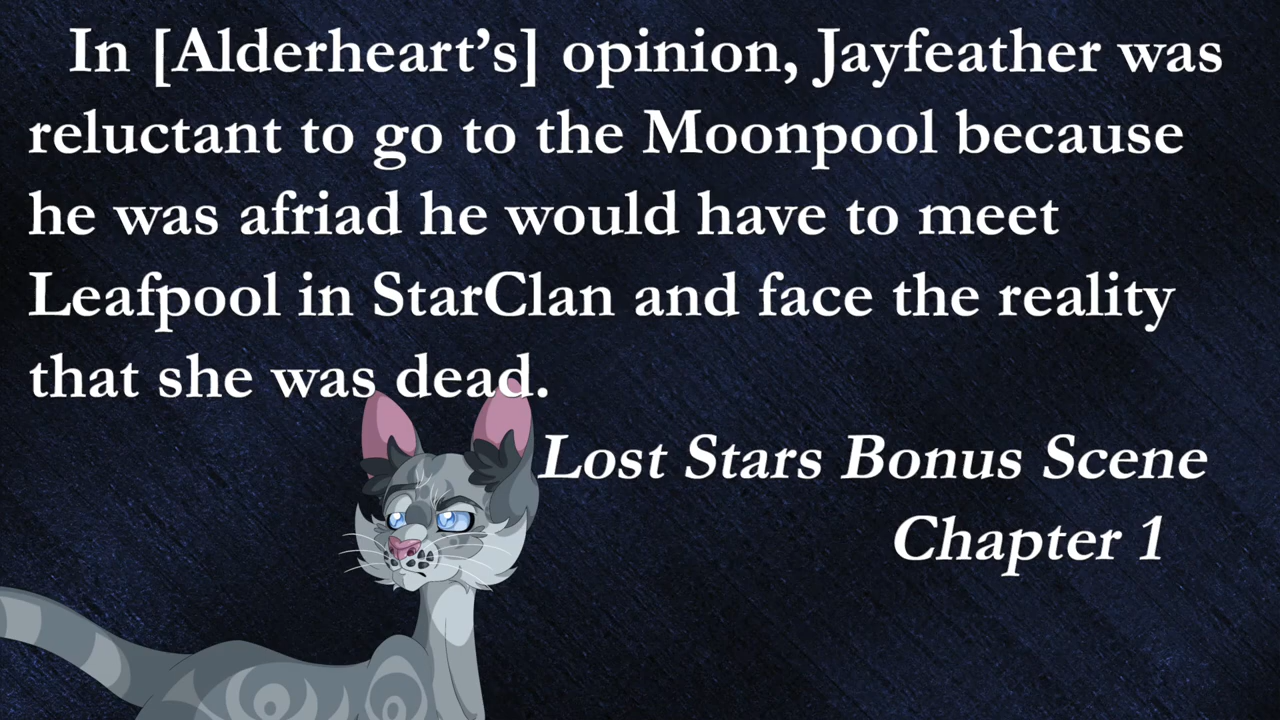 In [Alderheart’s] opinion, Jayfeather was
reluctant to go to the Moonpool because
he was afriad he would have to meet
Leafpool in StarClan and face the reality
that she was dead.
Lost Stars Bonus Scene
Chapter 1